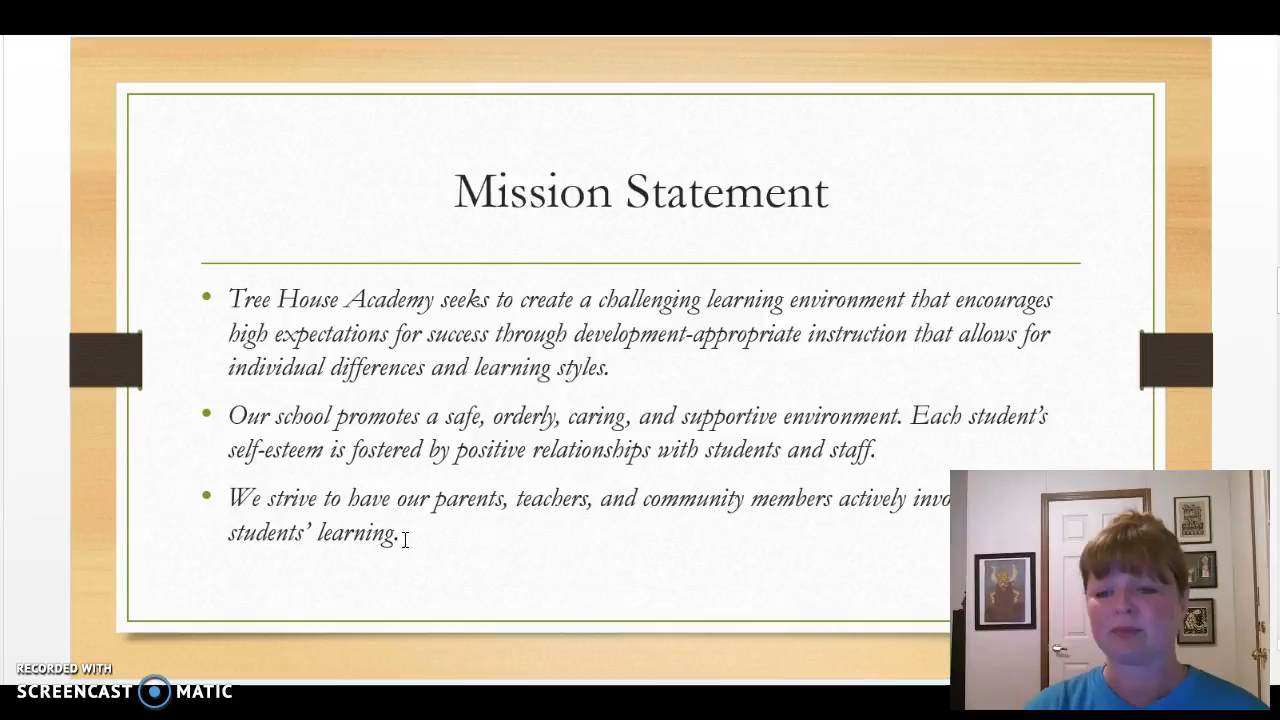 Mission Statement
• Tree House Academy seeks to create a challenging learning environment that encourages
high expectations for success through development-appropriate instruction that allows for
individual differences and learning styles.
• Our school promotes a safe, orderly, caring, and supportive environment. Each student’s
self-esteem is fostered by positive relationships with students and staff.
• We strive to have our parents, teachers, and community members actively
students’ learning.
RECORDED WITH
SCREENCAST MATIC